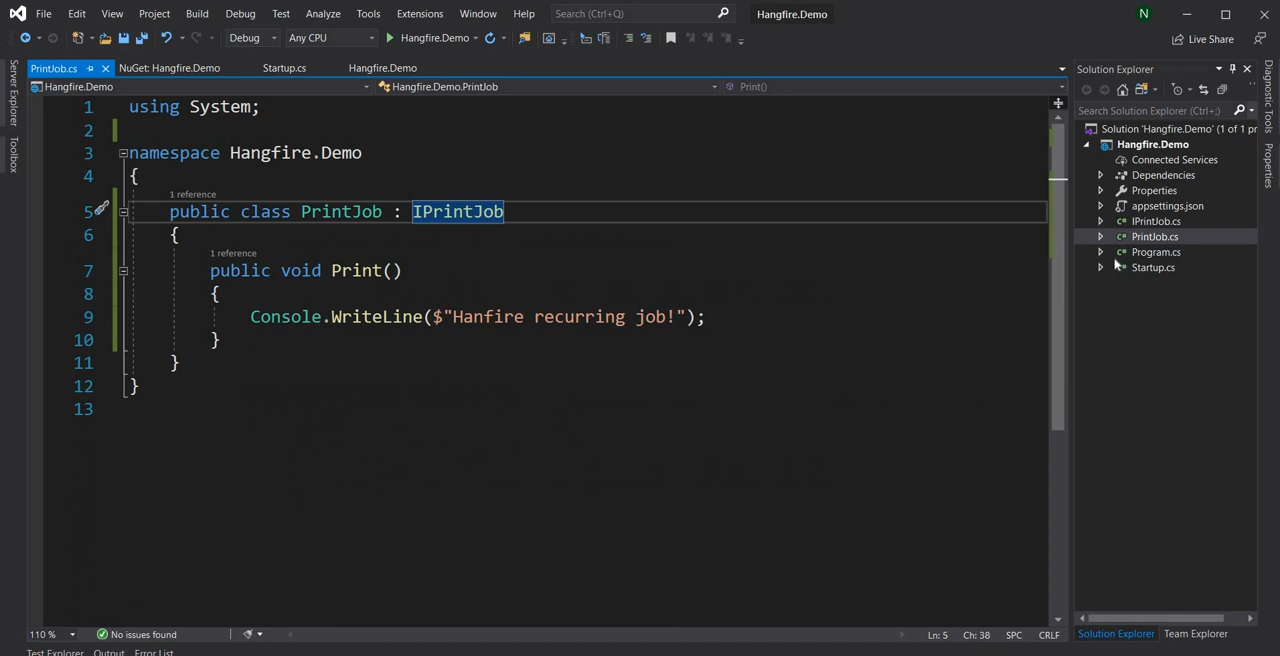 File Edit View Project Build Debug Test Analyze Tools Extensions Window Help Search (Ctrl+Q) Hangfire.Demo N
Debug Any CPU Hangfire.Demo Live Share
PrintJob.cs NuGet: Hangfire.Demo Startup.cs Hangfire.Demo
Hangfire.Demo Hangfire.Demo.PrintJob Print()
Server Explorer
Toolbox
1 using System;
2
3 namespace Hangfire.Demo
4 {
1 reference
5 public class PrintJob : IPrintJob
6 {
1 reference
7 public void Print()
8 {
9 Console.WriteLine($"Hanfire recurring job!");
10 }
11 }
12 }
13
Solution Explorer
Search Solution Explorer (Ctrl+;)
Solution 'Hangfire.Demo' (1 of 1 pr
Hangfire.Demo
Connected Services
Dependencies
Properties
appsettings.json
IPrintJob.cs
PrintJob.cs
Program.cs
Startup.cs
Diagnostic Tools
Properties
110 % No issues found Ln: 5 Ch: 38 SPC CRLF
Solution Explorer Team Explorer
Test Explorer Output Error List